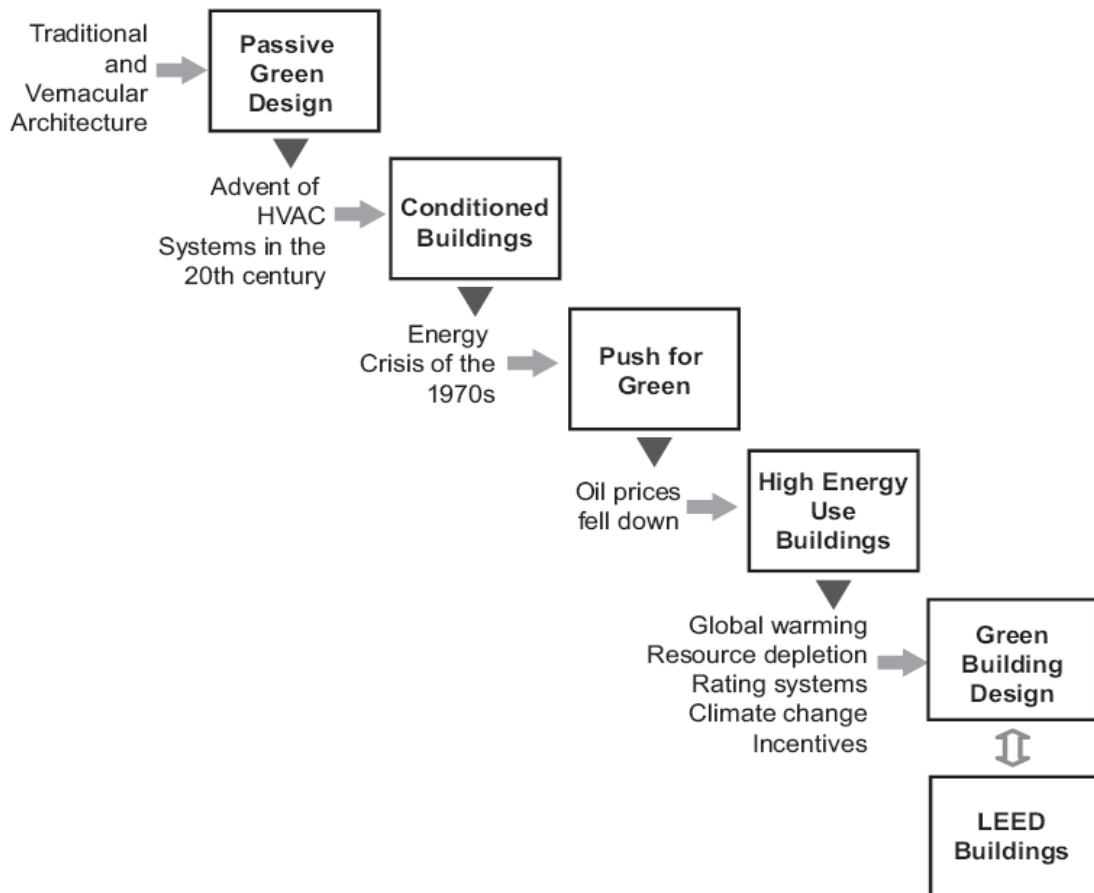 Traditional
and
Vernacular
Architecture
Passive
Green
Design
Advent of
HVAC
Systems in the
20th century
Conditioned
Buildings
Energy
Crisis of the
1970s
Push for
Green
Oil prices
fell down
High Energy
Use
Buildings
Global warming
Resource depletion
Rating systems
Climate change
Incentives
Green
Building
Design
LEED
Buildings